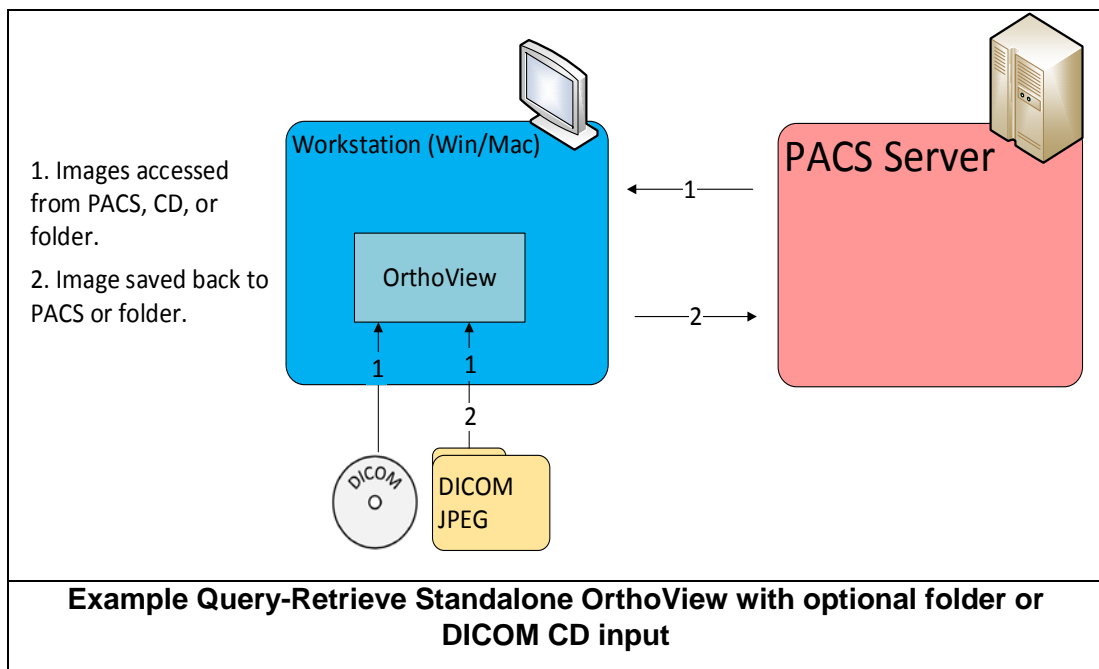 1. Images accessed
from PACS, CD, or
folder.
2. Image saved back to
PACS or folder.
Workstation (Win/Mac)
OrthoView
PACS Server
1
2
1
1
2
DICOM
DICOM
JPEG
Example Query-Retrieve Standalone OrthoView with optional folder or
DICOM CD input